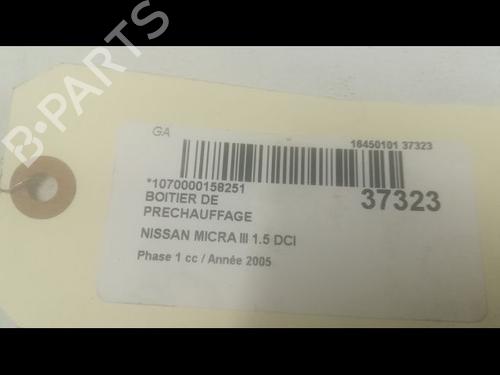 B-PARTS
GA
18450101 37323
*1070000158251
37323
BOITIER DE
PRECHAUFFAGE
NISSAN MICRA III 1.5 DCI
Phase 1 cc / Année 2005